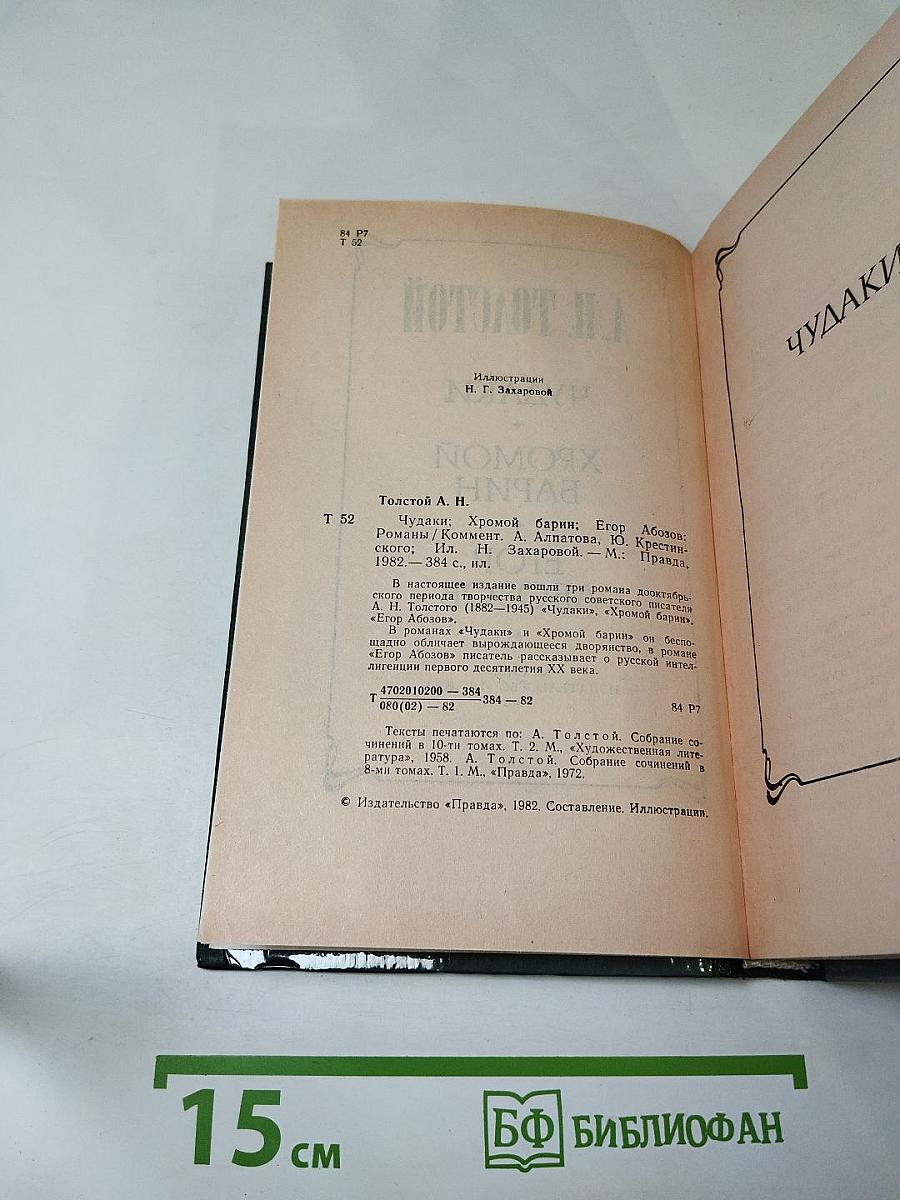 84 Р7
Т 52
Иллюстрации
Н. Г. Захаровой
Толстой А. Н.
Т 52 Чудаки; Хромой барин; Егор Абозов:
Романы / Коммент. А. Алпатова, Ю. Крестин-
ского; Ил. Н. Захаровой. — М.: Правда,
1982.— 384 с., ил.
В настоящее издание вошли три романа дооктябрь-
ского периода творчества русского советского писателя
А. Н. Толстого (1882—1945) «Чудаки», «Хромой барин»,
«Егор Абозов».
В романах «Чудаки» и «Хромой барин» он беспо-
щадно обличает вырождающееся дворянство, в романе
«Егор Абозов» писатель рассказывает о русской интел-
лигенции первого десятилетия XX века.
Т 4702010200 — 384 384 — 82
080(02) — 82
84 Р7
Тексты печатаются по: А. Толстой. Собрание со-
чинений в 10-ти томах. Т. 2. М., «Художественная лите-
ратура», 1958. А. Толстой. Собрание сочинений в
8-ми томах. Т. 1. М., «Правда», 1972.
© Издательство «Правда», 1982. Составление. Иллюстрации.
ЧУДАКИ
15 см
БФ БИБЛИОФАН